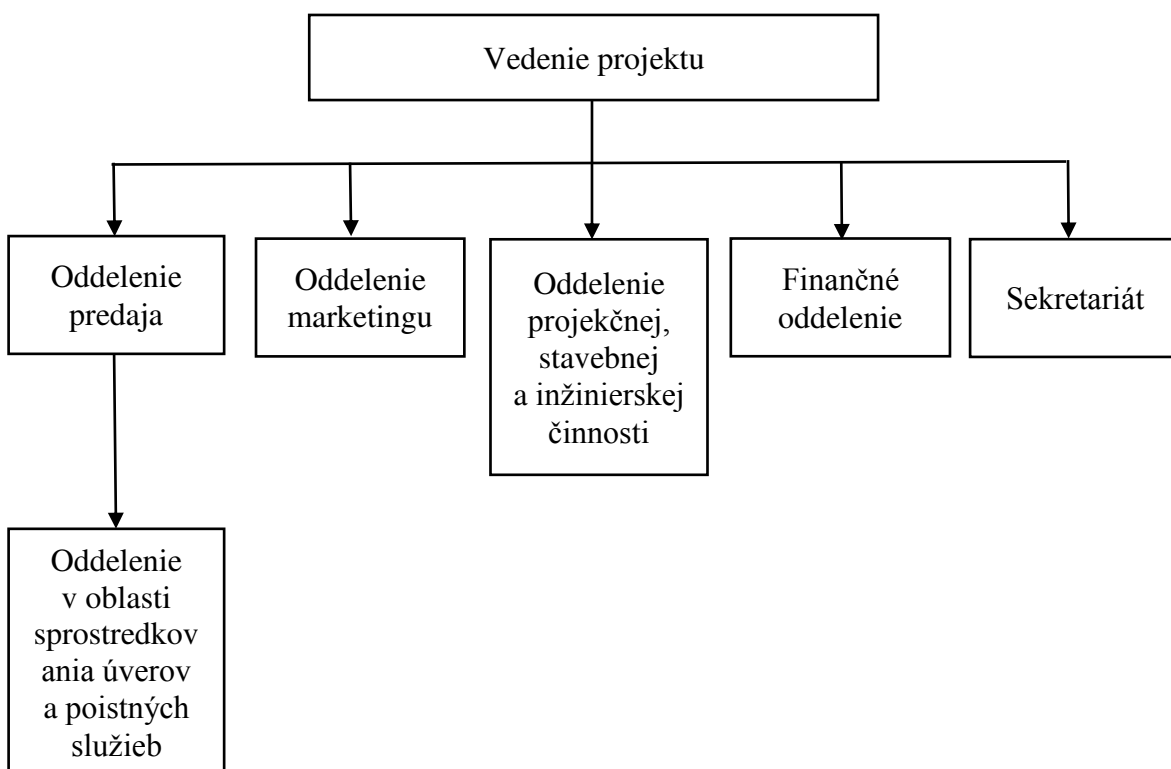 Vedenie projektu
Oddelenie
predaja
Oddelenie
marketingu
Oddelenie
projekčnej,
stavebnej
a inžinierskej
činnosti
Finančné
oddelenie
Sekretariát
Oddelenie
v oblasti
sprostredkov
ania úverov
a poistných
služieb